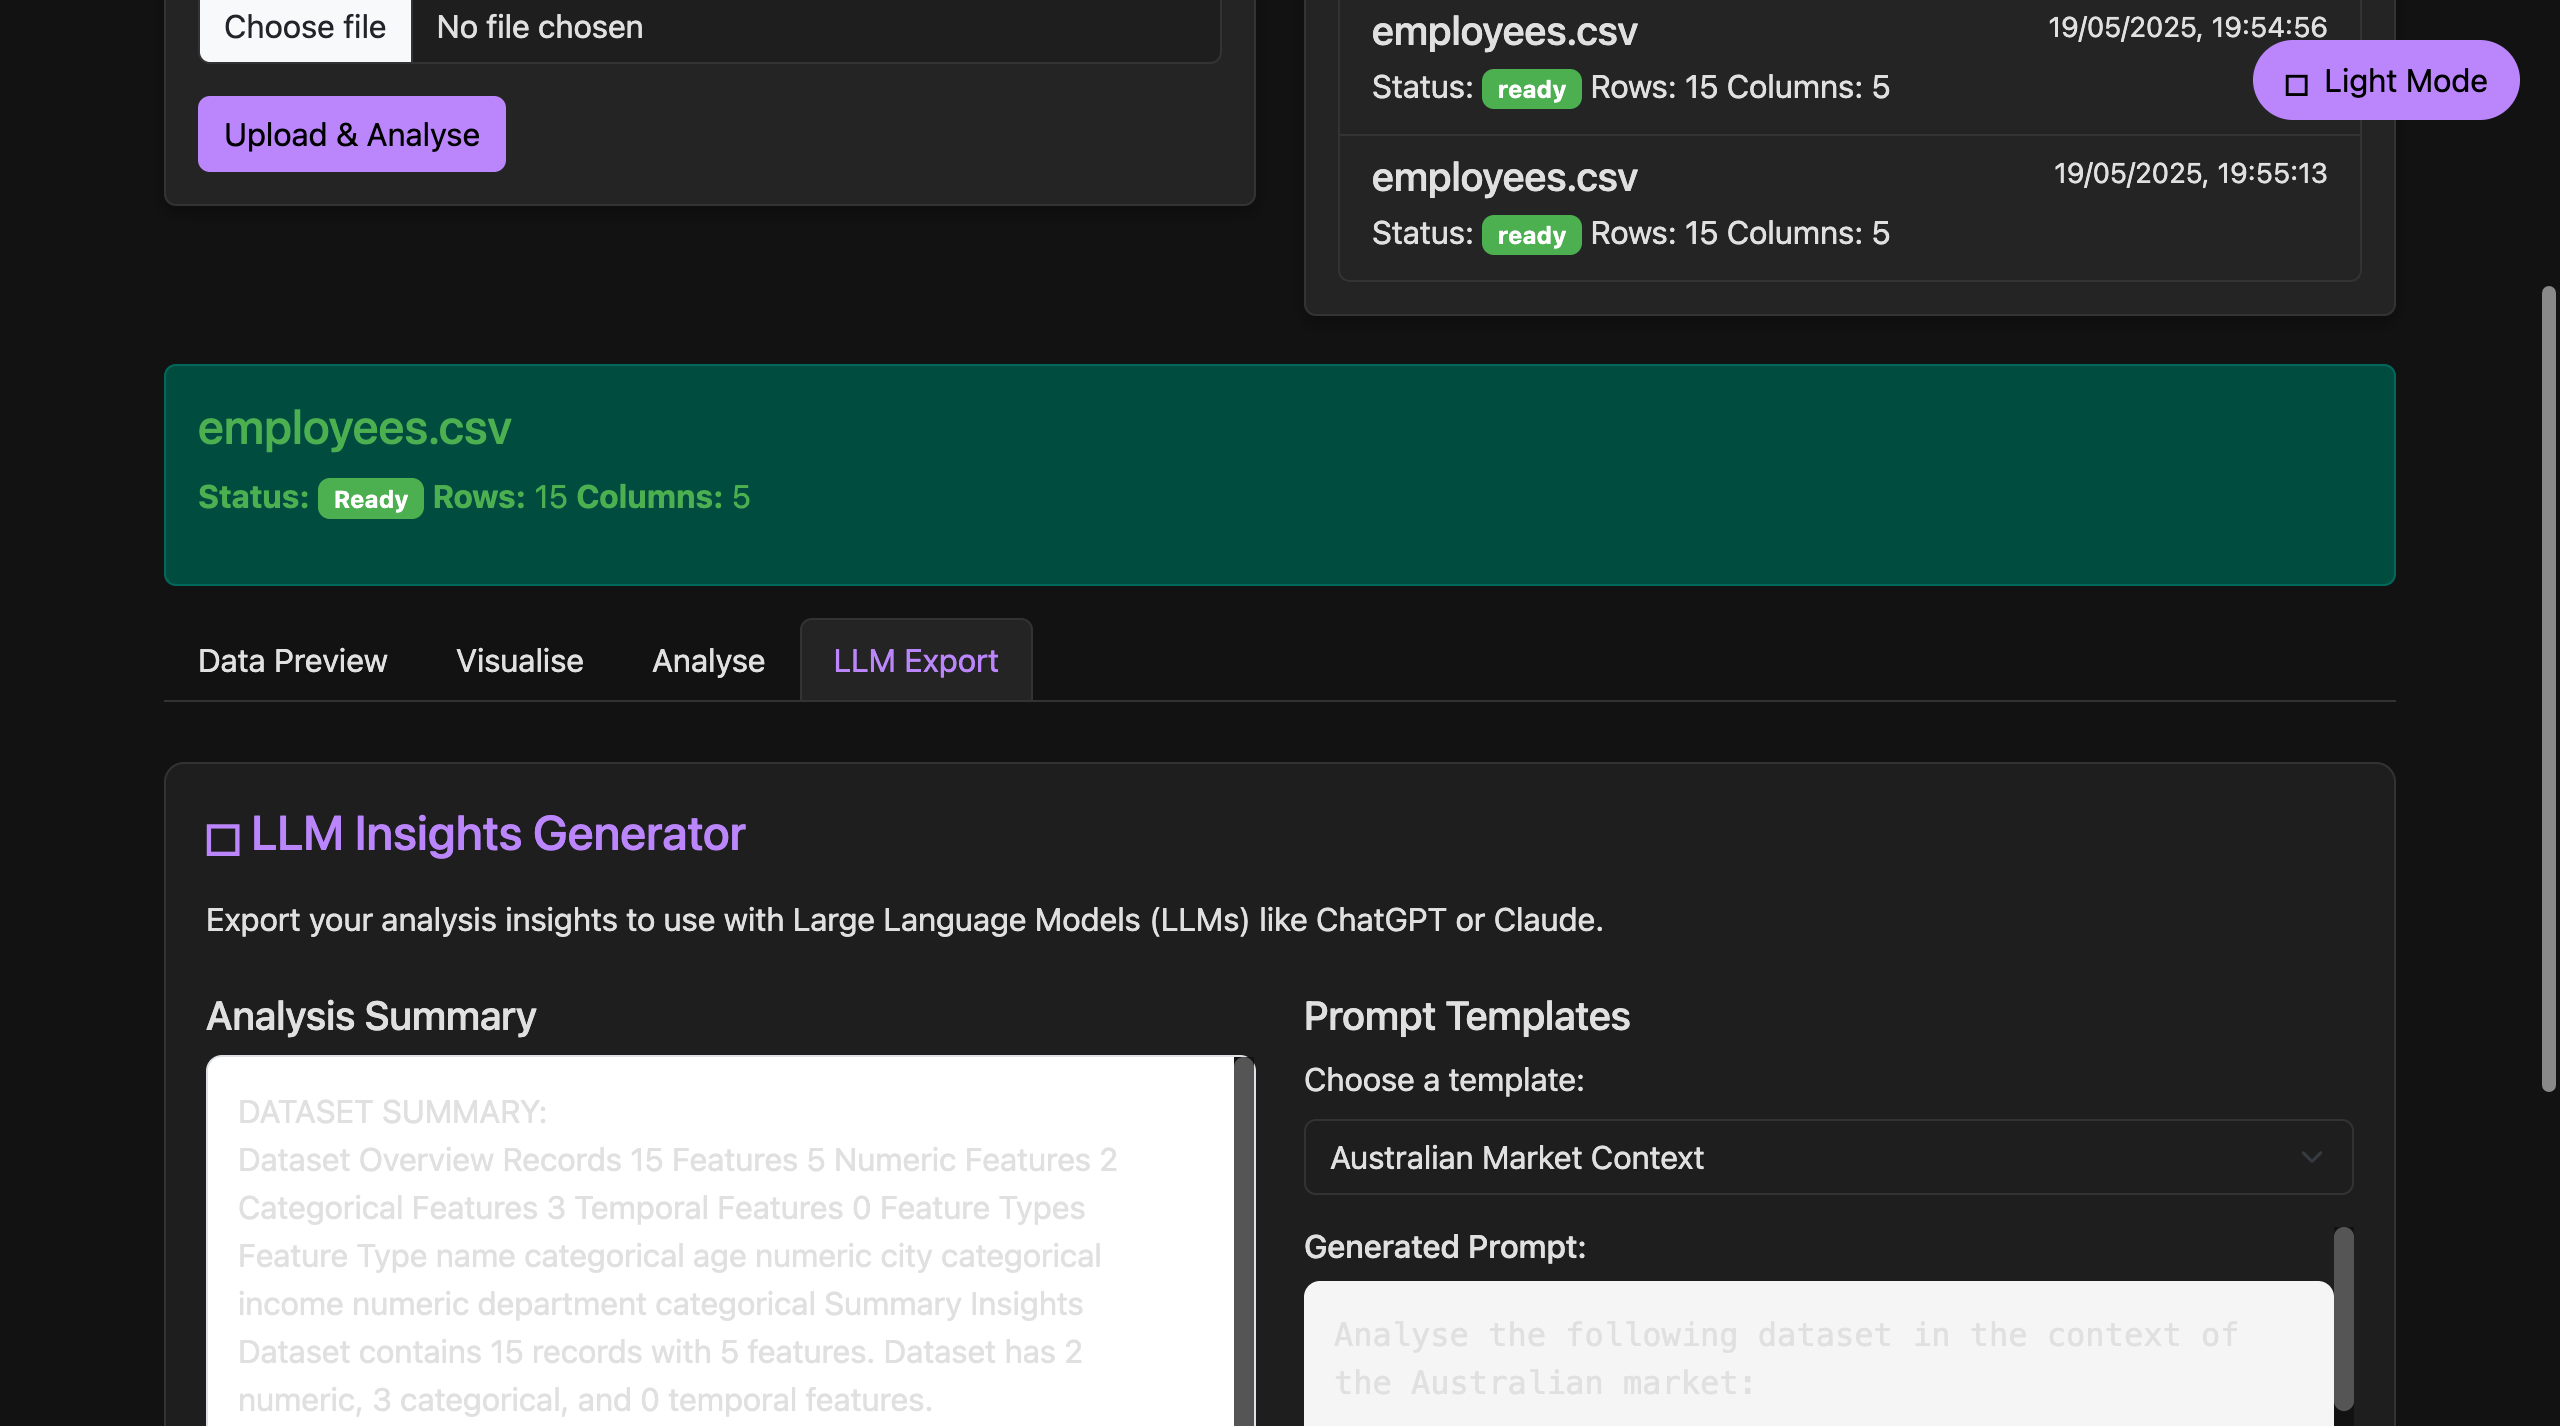 Choose file No file chosen
Upload & Analyse
employees.csv 19/05/2025, 19:54:56
Status: ready Rows: 15 Columns: 5
Light Mode
employees.csv 19/05/2025, 19:55:13
Status: ready Rows: 15 Columns: 5
employees.csv
Status: Ready Rows: 15 Columns: 5
Data Preview Visualise Analyse LLM Export
LLM Insights Generator
Export your analysis insights to use with Large Language Models (LLMs) like ChatGPT or Claude.
Analysis Summary
DATASET SUMMARY:
Dataset Overview Records 15 Features 5 Numeric Features 2
Categorical Features 3 Temporal Features 0 Feature Types
Feature Type name categorical age numeric city categorical
income numeric department categorical Summary Insights
Dataset contains 15 records with 5 features. Dataset has 2
numeric, 3 categorical, and 0 temporal features.
Prompt Templates
Choose a template:
Australian Market Context
Generated Prompt:
Analyse the following dataset in the context of
the Australian market: